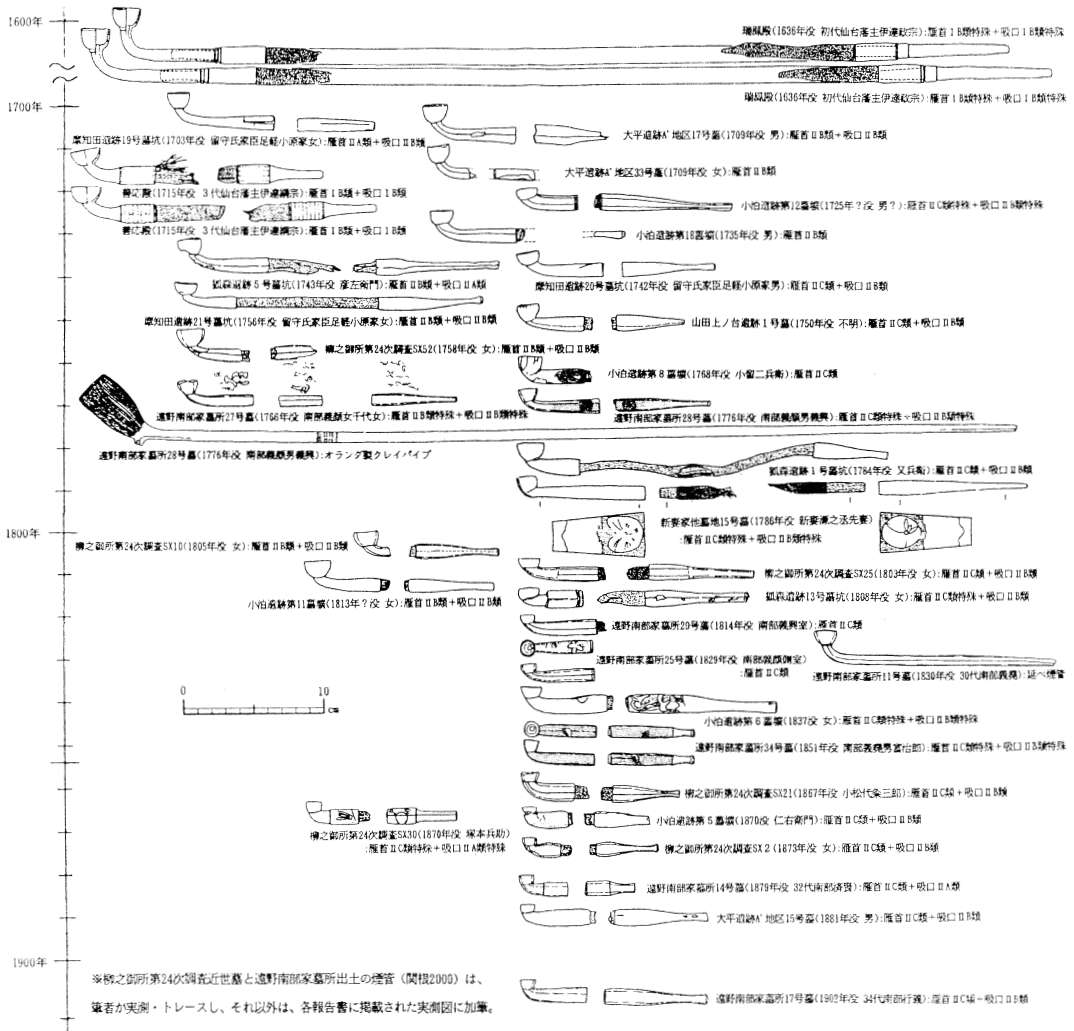 1600年
瑞鳳殿(1636年没 初代仙台藩主伊達政宗):雁首ⅠB類特殊+吸口ⅠB類特殊
瑞鳳殿(1636年没 初代仙台藩主伊達政宗):雁首ⅠB類特殊+吸口ⅠB類特殊
1700年
摩知田遺跡19号墓坑(1703年没 留守氏家臣足軽小原家女):雁首ⅡA類+吸口ⅡB類
大平遺跡A'地区17号墓(1709年没 男):雁首ⅡB類+吸口ⅡB類
大平遺跡A'地区33号墓(1709年没 女):雁首ⅡB類
善応殿(1715年没 3代仙台藩主伊達綱宗):雁首ⅠB類+吸口ⅠB類
小泊遺跡第12墓壙(1725年?没 男?):雁首ⅡC類特殊+吸口ⅡB類特殊
善応殿(1715年没 3代仙台藩主伊達綱宗):雁首ⅠB類+吸口ⅠB類
小泊遺跡第18墓壙(1735年没 男):雁首ⅡB類
狐森遺跡5号墓坑(1743年没 彦左衛門):雁首ⅡB類+吸口ⅡA類
摩知田遺跡20号墓坑(1742年没 留守氏家臣足軽小原家男):雁首ⅡC類+吸口ⅡB類
摩知田遺跡21号墓坑(1756年没 留守氏家臣足軽小原家女):雁首ⅡB類+吸口ⅡB類
山田上ノ台遺跡1号墓(1750年没 不明):雁首ⅡC類+吸口ⅡB類
柳之御所第24次調査SX52(1758年没 女):雁首ⅡB類+吸口ⅡB類
小泊遺跡第8墓壙(1768年没 小留二兵衛):雁首ⅡC類
遠野南部家墓所27号墓(1766年没 南部義顔女千代女):雁首ⅡB類特殊+吸口ⅡB類特殊
遠野南部家墓所28号墓(1776年没 南部義顔男義興):雁首ⅡC類特殊+吸口ⅡB類特殊
遠野南部家墓所28号墓(1776年没 南部義顔男義興):オランダ製クレイパイプ
狐森遺跡1号墓坑(1784年没 又兵衛):雁首ⅡC類+吸口ⅡB類
新妻家他墓地15号墓(1786年没 新妻源之丞先妻)
:雁首ⅡC類特殊+吸口ⅡB類特殊
1800年
柳之御所第24次調査SX10(1805年没 女):雁首ⅡB類+吸口ⅡB類
柳之御所第24次調査SX25(1803年没 女):雁首ⅡC類+吸口ⅡB類
小泊遺跡第11墓壙(1813年?没 女):雁首ⅡB類+吸口ⅡB類
狐森遺跡13号墓坑(1808年没 女):雁首ⅡC類特殊+吸口ⅡB類
遠野南部家墓所29号墓(1814年没 南部義興室):雁首ⅡC類
遠野南部家墓所25号墓(1829年没 南部義顔側室)
:雁首ⅡC類
遠野南部家墓所11号墓(1830年没 30代南部義堯):延べ煙管
0 10 cm
小泊遺跡第6墓壙(1837没 女):雁首ⅡC類特殊+吸口ⅡB類特殊
遠野南部家墓所34号墓(1851年没 南部義堯男富治郎):雁首ⅡC類特殊+吸口ⅡB類特殊
柳之御所第24次調査SX21(1867年没 小松代粂三郎):雁首ⅡC類+吸口ⅡB類
柳之御所第24次調査SX30(1870年没 塚本兵助)
:雁首ⅡC類特殊+吸口ⅡA類特殊
小泊遺跡第5墓壙(1870没 仁右衛門):雁首ⅡC類+吸口ⅡB類
柳之御所第24次調査SX2(1873年没 女):雁首ⅡC類+吸口ⅡB類
遠野南部家墓所14号墓(1879年没 32代南部済賢):雁首ⅡC類+吸口ⅡA類
大平遺跡A'地区15号墓(1881年没 男):雁首ⅡC類+吸口ⅡB類
1900年
※柳之御所第24次調査近世墓と遠野南部家墓所出土の煙管(関根2000)は、
筆者が実測・トレースし、それ以外は、各報告書に掲載された実測図に加筆。
遠野南部家墓所17号墓(1902年没 34代南部行義):雁首ⅡC類+吸口ⅡB類